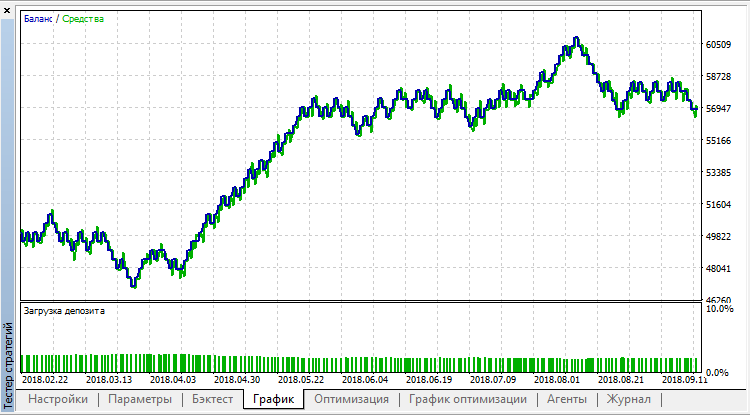 Баланс / Средства
60509
58728
56947
55166
53385
51604
49822
48041
46260
Загрузка депозита
10.0%
0.0%
2018.02.22 2018.03.13 2018.04.03 2018.04.30 2018.05.22 2018.06.04 2018.06.19 2018.07.09 2018.08.01 2018.08.21 2018.09.11
Тестер стратегий
Настройки Параметры Бэктест График Оптимизация График оптимизации Агенты Журнал